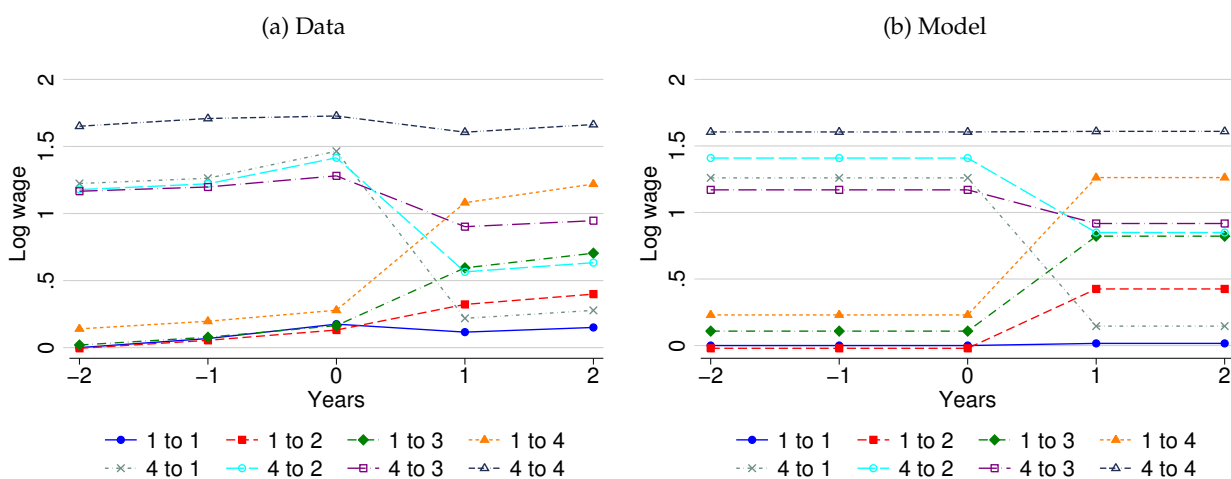 (a) Data
Log wage
2
1.5
1
.5
0
−2 −1 0 1 2
Years
1 to 1 1 to 2 1 to 3 1 to 4
4 to 1 4 to 2 4 to 3 4 to 4
(b) Model
Log wage
2
1.5
1
.5
0
−2 −1 0 1 2
Years
1 to 1 1 to 2 1 to 3 1 to 4
4 to 1 4 to 2 4 to 3 4 to 4